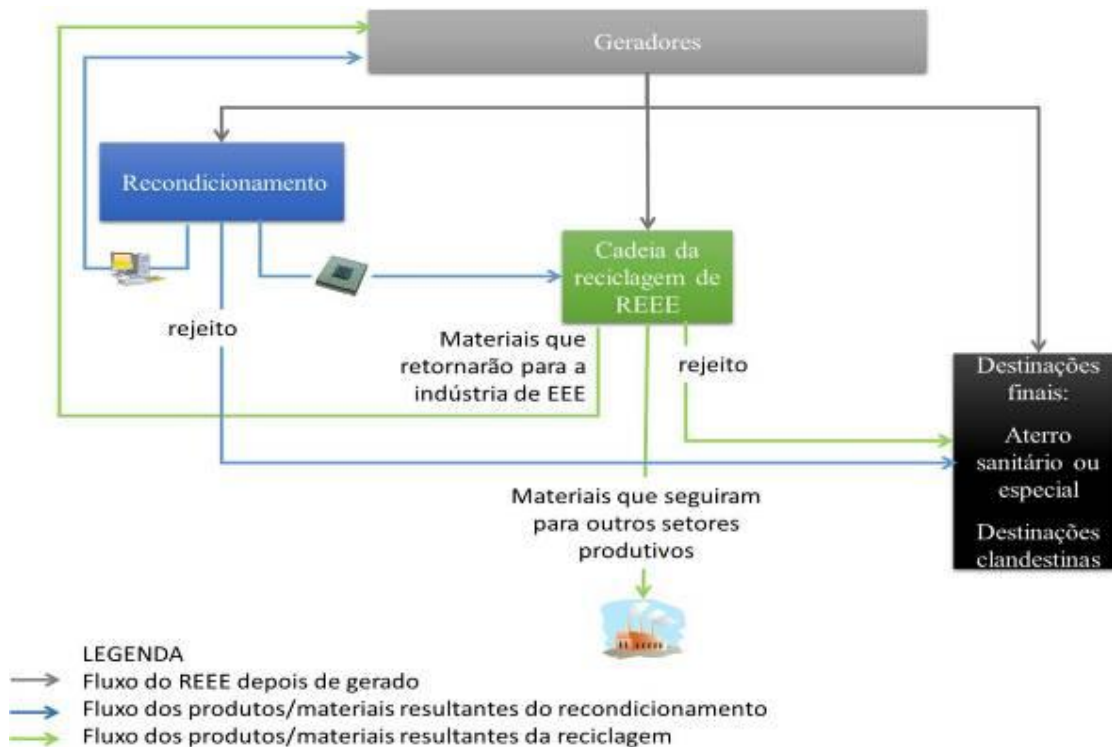 Geradores
Recondicionamento
Cadeia da
reciclagem de
REEE
rejeito
Materiais que
retornarão para a
indústria de EEE
rejeito
Destinações
finais:
Aterro
sanitário ou
especial
Destinações
clandestinas
Materiais que seguiram
para outros setores
produtivos
LEGENDA
Fluxo do REEE depois de gerado
Fluxo dos produtos/materiais resultantes do recondicionamento
Fluxo dos produtos/materiais resultantes da reciclagem